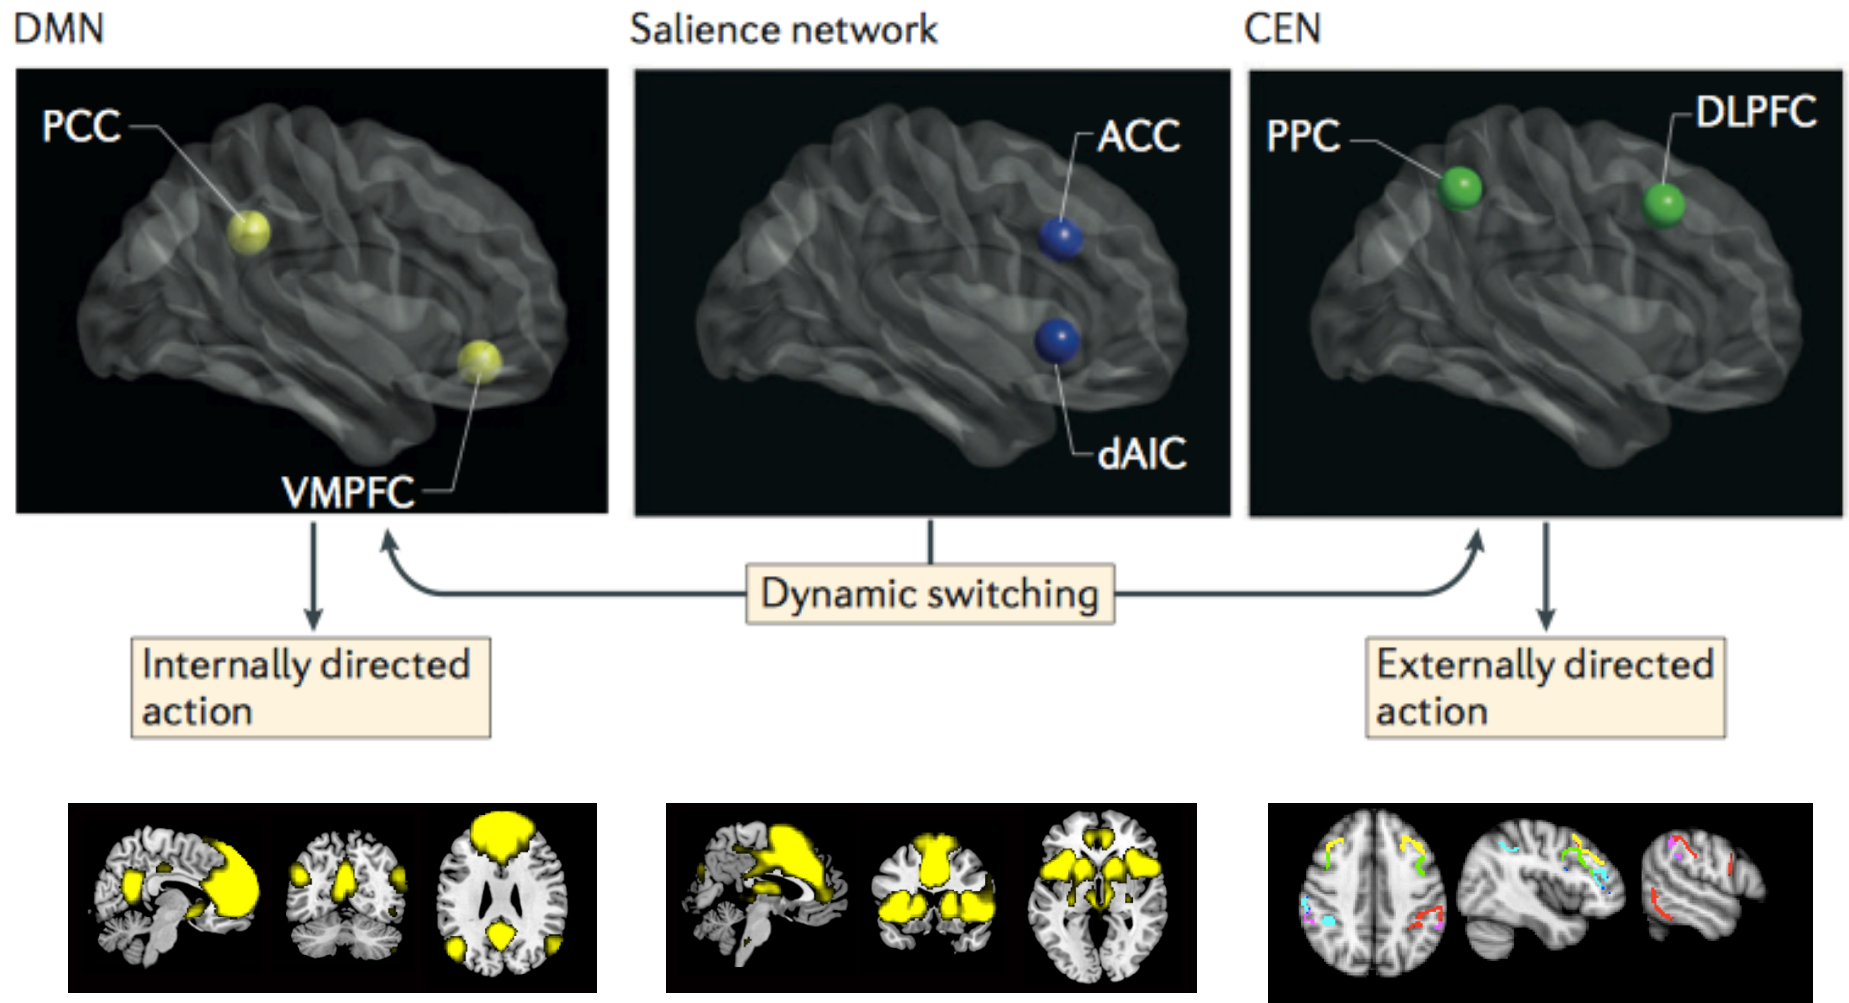 DMN
Salience network
CEN
PCC
VMPFC
ACC
dAIC
PPC
DLPFC
Dynamic switching
Internally directed
action
Externally directed
action